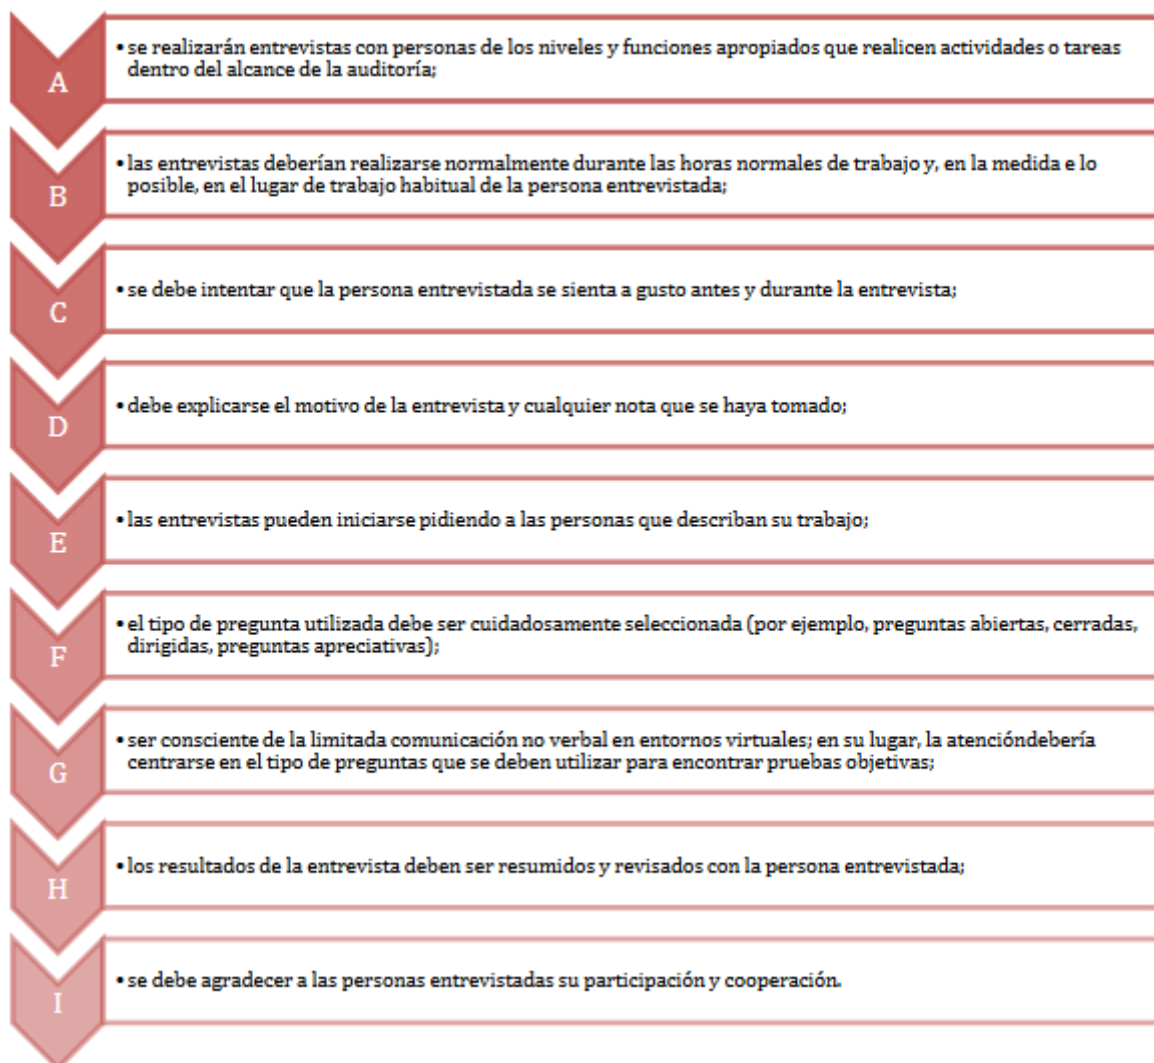 A
• se realizarán entrevistas con personas de los niveles y funciones apropiados que realicen actividades o tareas
dentro del alcance de la auditoría;
B
• las entrevistas deberían realizarse normalmente durante las horas normales de trabajo y, en la medida e lo
posible, en el lugar de trabajo habitual de la persona entrevistada;
C
• se debe intentar que la persona entrevistada se sienta a gusto antes y durante la entrevista;
D
• debe explicarse el motivo de la entrevista y cualquier nota que se haya tomado;
E
• las entrevistas pueden iniciarse pidiendo a las personas que describan su trabajo;
F
• el tipo de pregunta utilizada debe ser cuidadosamente seleccionada (por ejemplo, preguntas abiertas, cerradas,
dirigidas, preguntas apreciativas);
G
• ser consciente de la limitada comunicación no verbal en entornos virtuales; en su lugar, la atencióndebería
centrarse en el tipo de preguntas que se deben utilizar para encontrar pruebas objetivas;
H
• los resultados de la entrevista deben ser resumidos y revisados con la persona entrevistada;
I
• se debe agradecer a las personas entrevistadas su participación y cooperación.